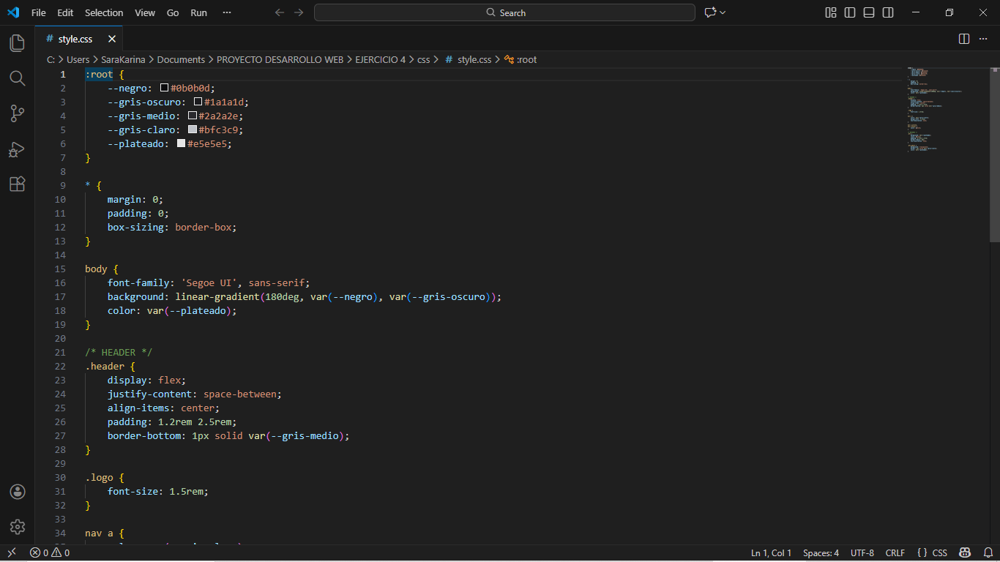 File Edit Selection View Go Run ··· Search
# style.css
C: > Users > SaraKarina > Documents > PROYECTO DESARROLLO WEB > EJERCICIO 4 > css > # style.css > :root
1 :root {
2 --negro: #0b0b0d;
3 --gris-oscuro: #1a1a1d;
4 --gris-medio: #2a2a2e;
5 --gris-claro: #bfc3c9;
6 --plateado: #e5e5e5;
7 }
8
9 * {
10 margin: 0;
11 padding: 0;
12 box-sizing: border-box;
13 }
14
15 body {
16 font-family: 'Segoe UI', sans-serif;
17 background: linear-gradient(180deg, var(--negro), var(--gris-oscuro));
18 color: var(--plateado);
19 }
20
21 /* HEADER */
22 .header {
23 display: flex;
24 justify-content: space-between;
25 align-items: center;
26 padding: 1.2rem 2.5rem;
27 border-bottom: 1px solid var(--gris-medio);
28 }
29
30 .logo {
31 font-size: 1.5rem;
32 }
33
34 nav a {
0 0 Ln 1, Col 1 Spaces: 4 UTF-8 CRLF { } CSS